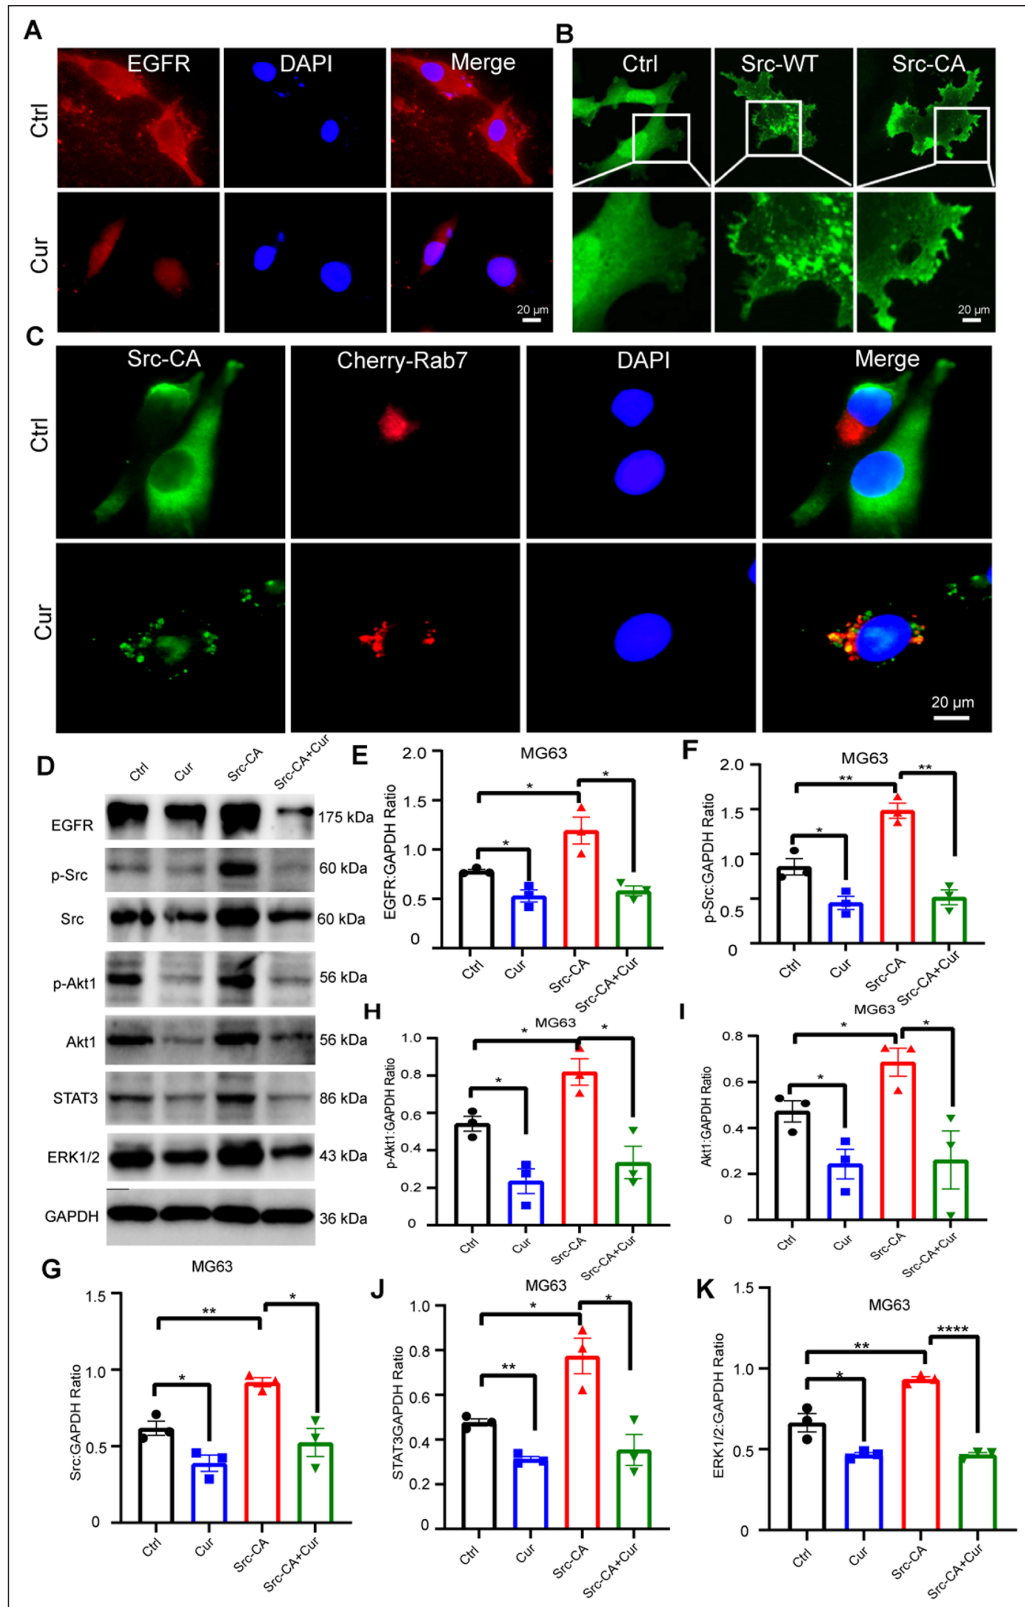 A
EGFR DAPI Merge
Ctrl
Cur
20 µm
B
Ctrl Src-WT Src-CA
20 µm
C
Src-CA Cherry-Rab7 DAPI Merge
Ctrl
Cur
20 µm
D
Ctrl Cur Src-CA Src-CA+Cur
EGFR 175 kDa
p-Src 60 kDa
Src 60 kDa
p-Akt1 56 kDa
Akt1 56 kDa
STAT3 86 kDa
ERK1/2 43 kDa
GAPDH 36 kDa
E
MG63
EGFR:GAPDH Ratio
2.0
1.5
1.0
0.5
0
* * *
Ctrl Cur Src-CA Src-CA+Cur
F
MG63
p-Src:GAPDH Ratio
2.0
1.5
1.0
0.5
0
* ** **
Ctrl Cur Src-CA Src-CA+Cur
H
MG63
p-Akt1:GAPDH Ratio
1.0
0.8
0.6
0.4
0.2
0
* * *
Ctrl Cur Src-CA Src-CA+Cur
I
MG63
Akt1:GAPDH Ratio
0.8
0.6
0.4
0.2
0
* * *
Ctrl Cur Src-CA Src-CA+Cur
G
MG63
Src:GAPDH Ratio
1.5
1.0
0.5
0
* ** *
Ctrl Cur Src-CA Src-CA+Cur
J
MG63
STAT3GAPDH Ratio
1.0
0.8
0.6
0.4
0.2
0
** * *
Ctrl Cur Src-CA Src-CA+Cur
K
MG63
ERK1/2:GAPDH Ratio
1.5
1.0
0.5
0
* ** ****
Ctrl Cur Src-CA Src-CA+Cur